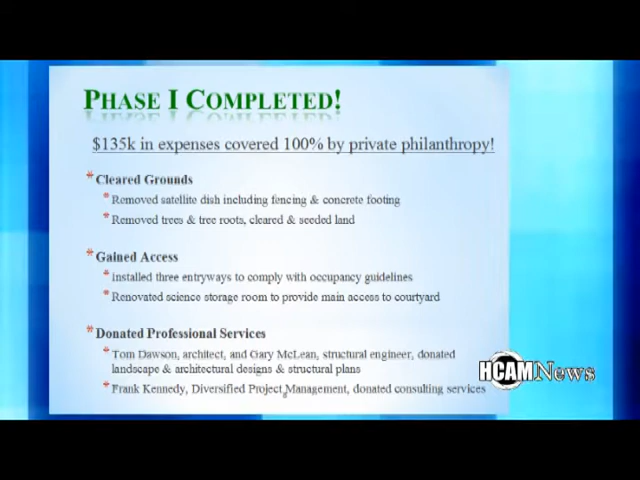 PHASE I COMPLETED!
$135k in expenses covered 100% by private philanthropy!
* Cleared Grounds
* Removed satellite dish including fencing & concrete footing
* Removed trees & tree roots, cleared & seeded land
* Gained Access
* Installed three entryways to comply with occupancy guidelines
* Renovated science storage room to provide main access to courtyard
* Donated Professional Services
* Tom Dawson, architect, and Gary McLean, structural engineer, donated
landscape & architectural designs & structural plans
* Frank Kennedy, Diversified Project Management, donated consulting services
HCAM News